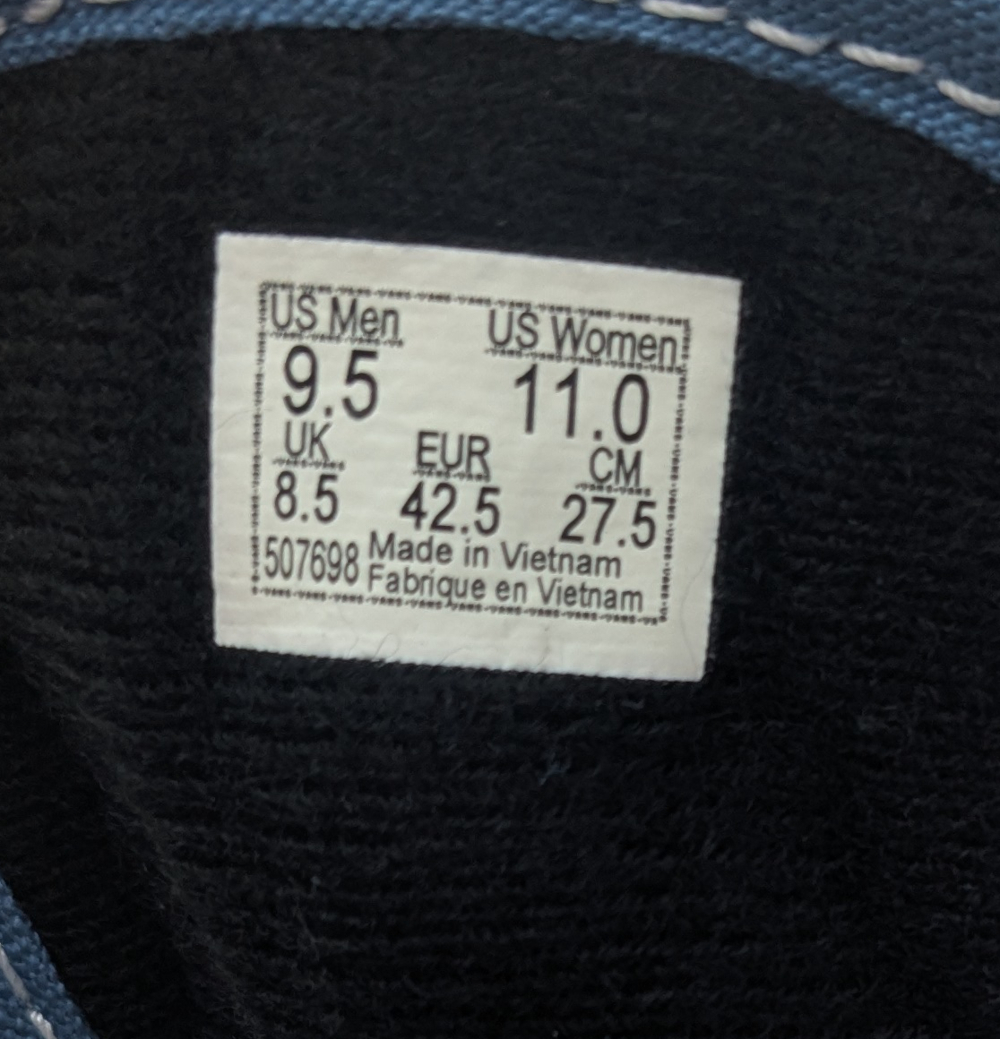 US Men US Women
9.5 11.0
UK EUR CM
8.5 42.5 27.5
507698 Made in Vietnam
Fabrique en Vietnam